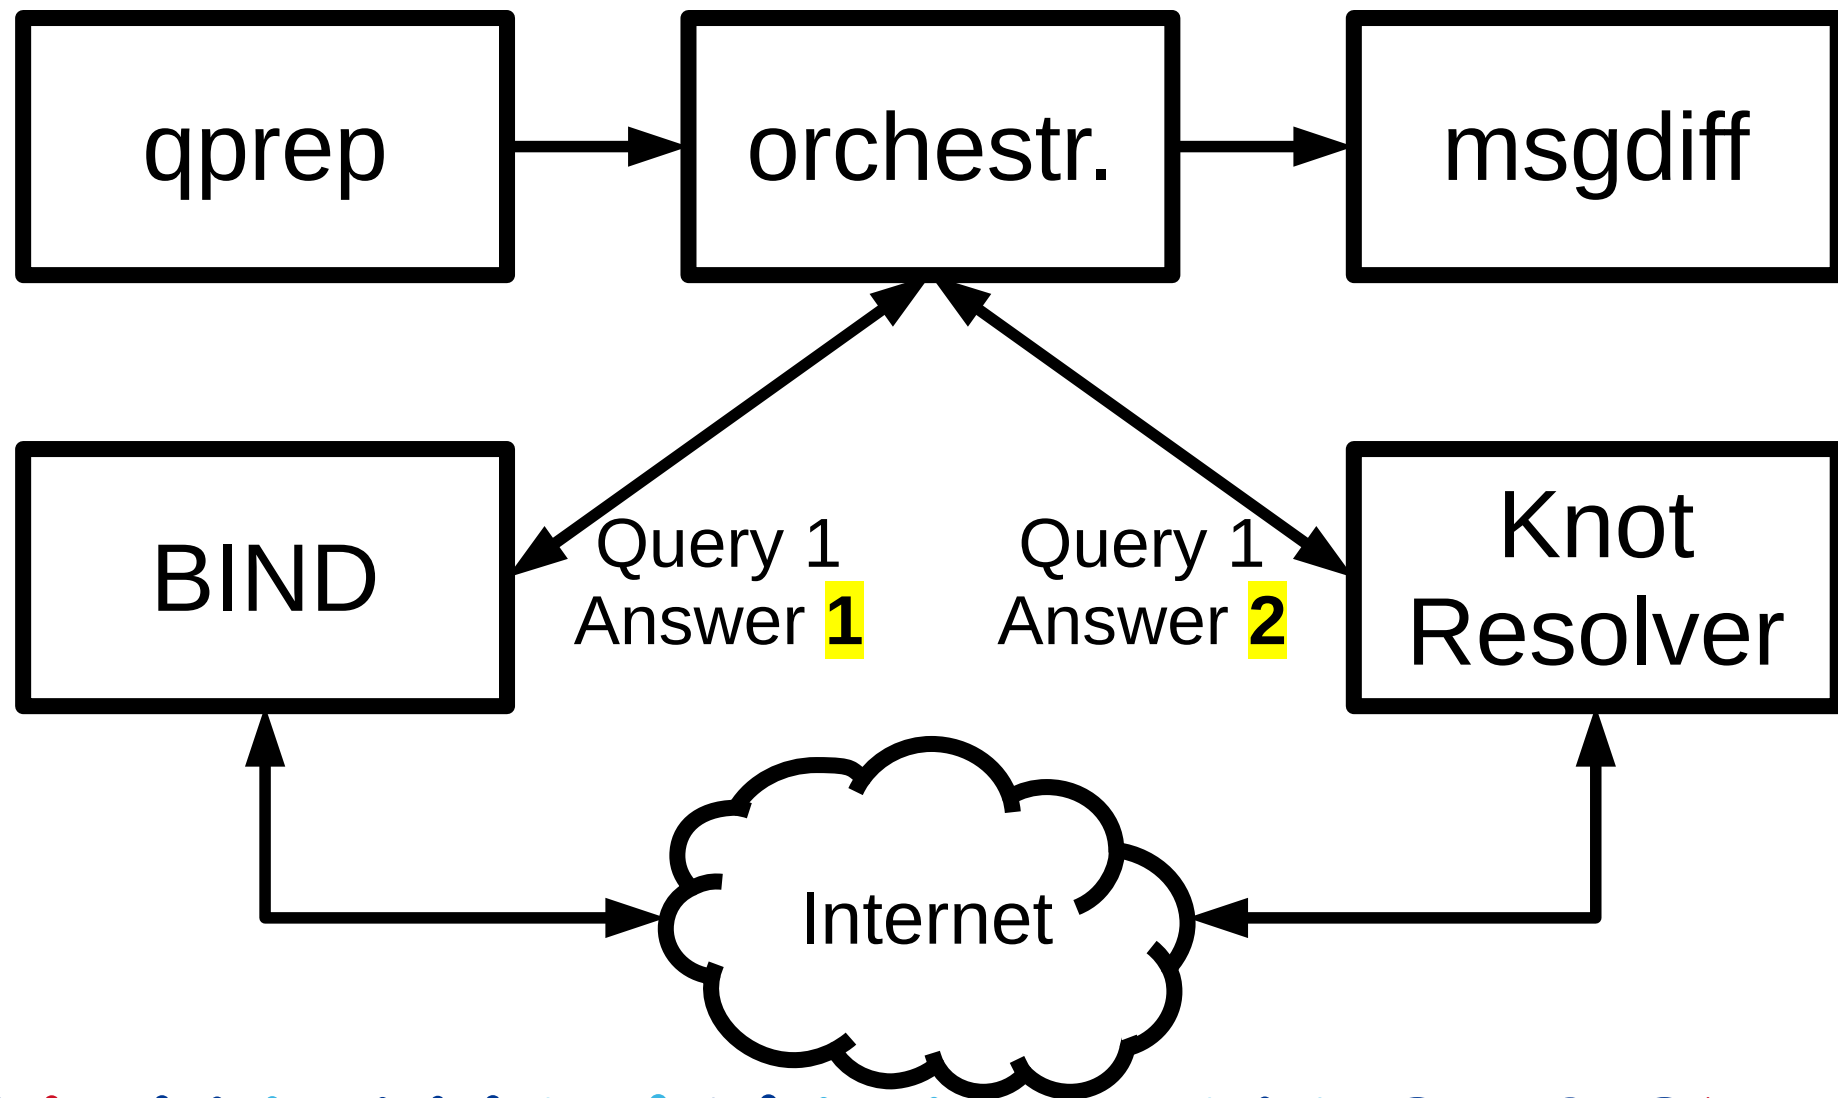 qprep
orchestr.
msgdiff
BIND
Query 1
Answer 1
Query 1
Answer 2
Knot
Resolver
Internet